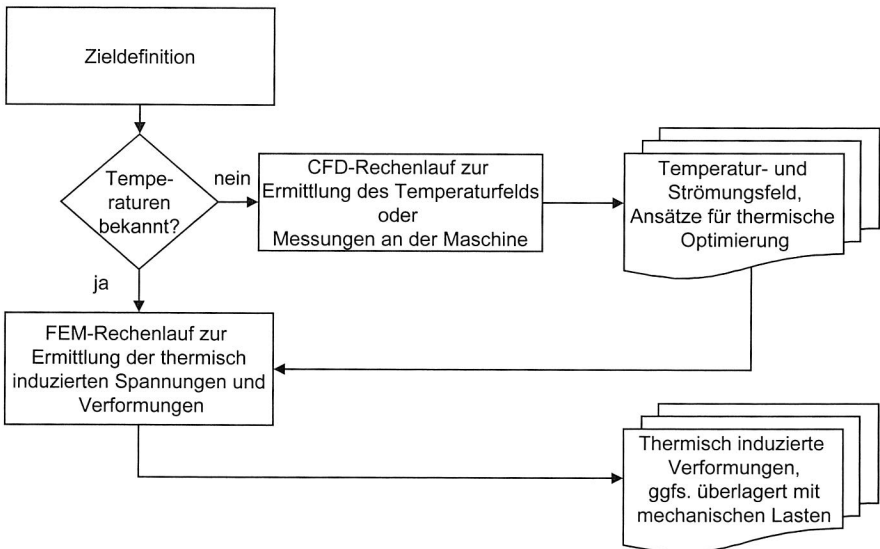 Zieldefinition
Tempe-
raturen
bekannt?
nein
CFD-Rechenlauf zur
Ermittlung des Temperaturfelds
oder
Messungen an der Maschine
Temperatur- und
Strömungsfeld,
Ansätze für thermische
Optimierung
ja
FEM-Rechenlauf zur
Ermittlung der thermisch
induzierten Spannungen und
Verformungen
Thermisch induzierte
Verformungen,
ggfs. überlagert mit
mechanischen Lasten